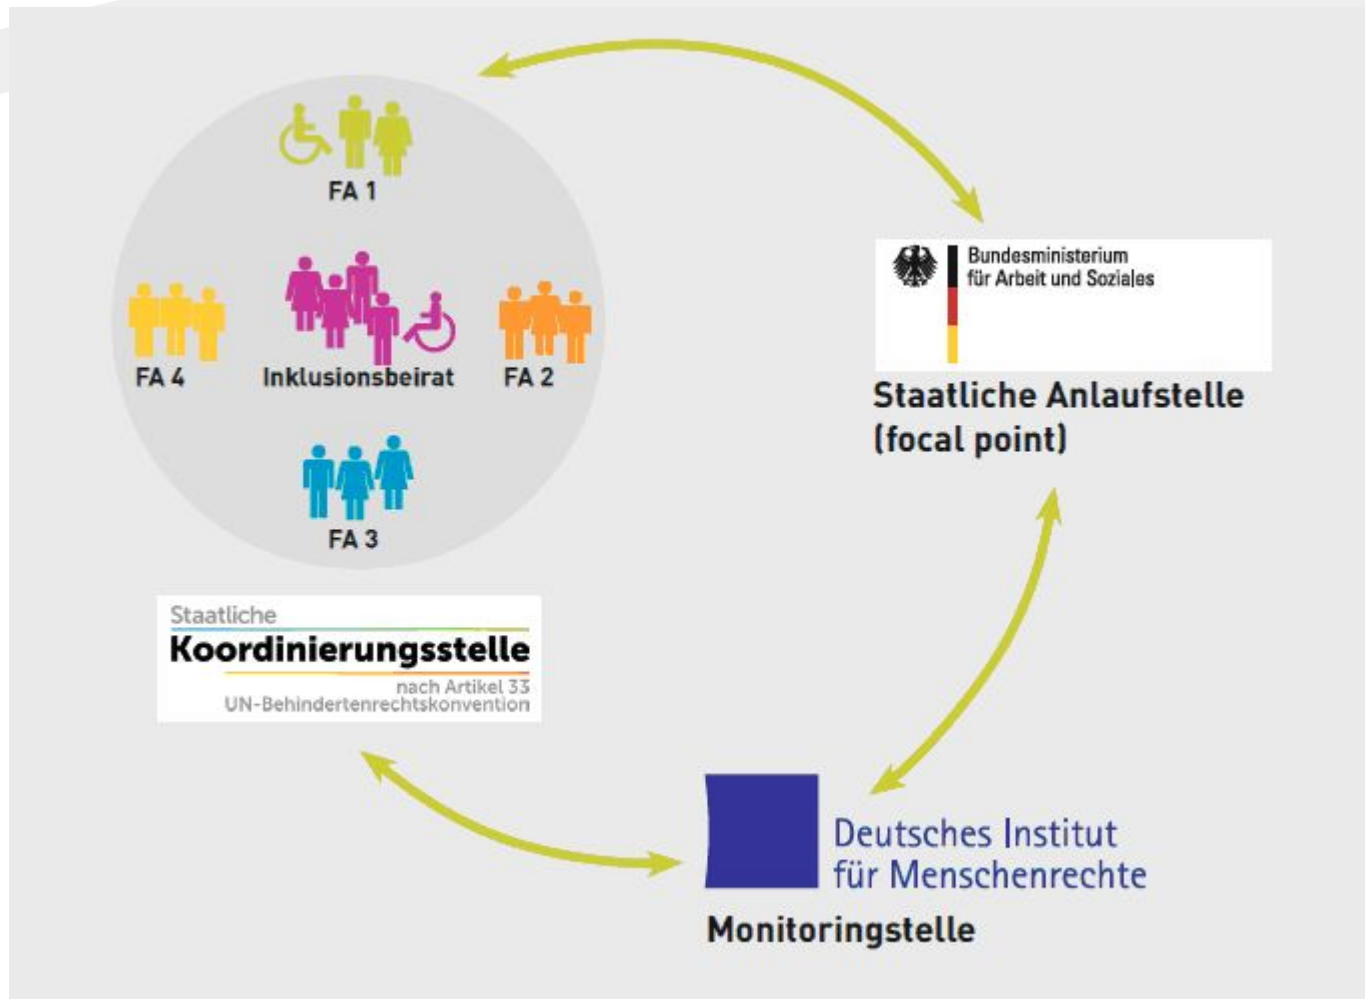 FA 1
FA 4
Inklusionsbeirat
FA 2
FA 3
Staatliche
Koordinierungsstelle
nach Artikel 33
UN-Behindertenrechtskonvention
Bundesministerium
für Arbeit und Soziales
Staatliche Anlaufstelle
(focal point)
Deutsches Institut
für Menschenrechte
Monitoringstelle